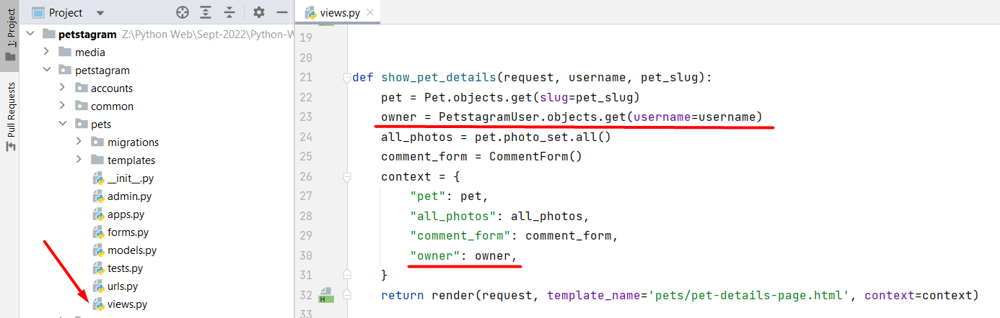 1: Project
Pull Requests
Project
petstagram Z:\Python Web\Sept-2022\Python-W
media
petstagram
accounts
common
pets
migrations
templates
__init__.py
admin.py
apps.py
forms.py
models.py
tests.py
urls.py
views.py
views.py
19
20
21 def show_pet_details(request, username, pet_slug):
22 pet = Pet.objects.get(slug=pet_slug)
23 owner = PetstagramUser.objects.get(username=username)
24 all_photos = pet.photo_set.all()
25 comment_form = CommentForm()
26 context = {
27 "pet": pet,
28 "all_photos": all_photos,
29 "comment_form": comment_form,
30 "owner": owner,
31 }
32 return render(request, template_name='pets/pet-details-page.html', context=context)
33